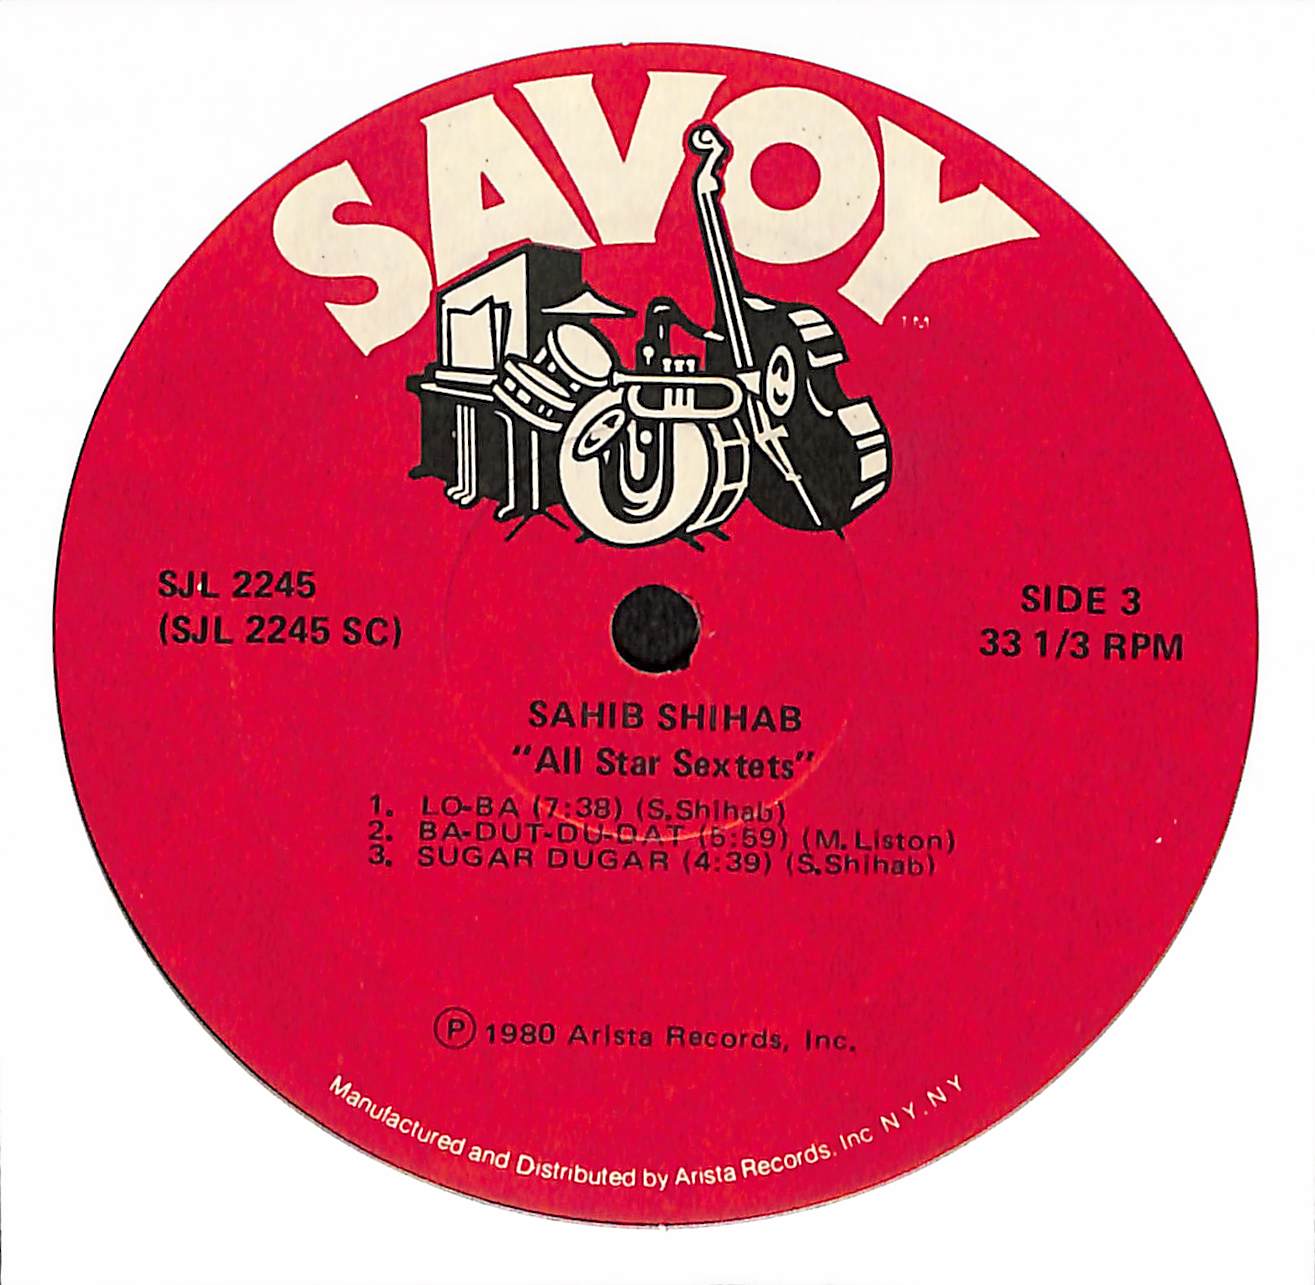 SAVOY
TM
SJL 2245
(SJL 2245 SC)
SIDE 3
33 1/3 RPM
SAHIB SHIHAB
"All Star Sextets"
1. LO-BA (7:38) (S.Shihab)
2. BA-DUT-DU-DAT (5:59) (M.Liston)
3. SUGAR DUGAR (4:39) (S.Shihab)
Ⓟ 1980 Arista Records, Inc.
Manufactured and Distributed by Arista Records. Inc N Y. N Y